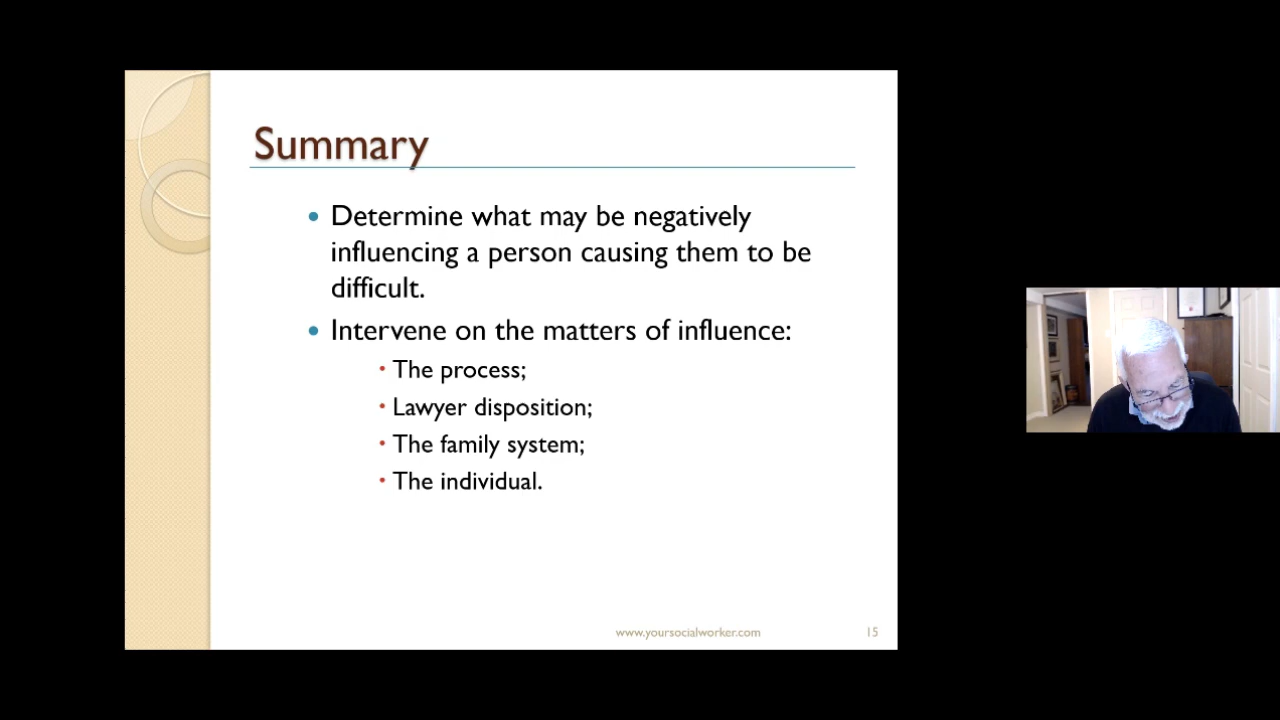 Summary
• Determine what may be negatively
influencing a person causing them to be
difficult.
• Intervene on the matters of influence:
• The process;
• Lawyer disposition;
• The family system;
• The individual.
www.yoursocialworker.com 15